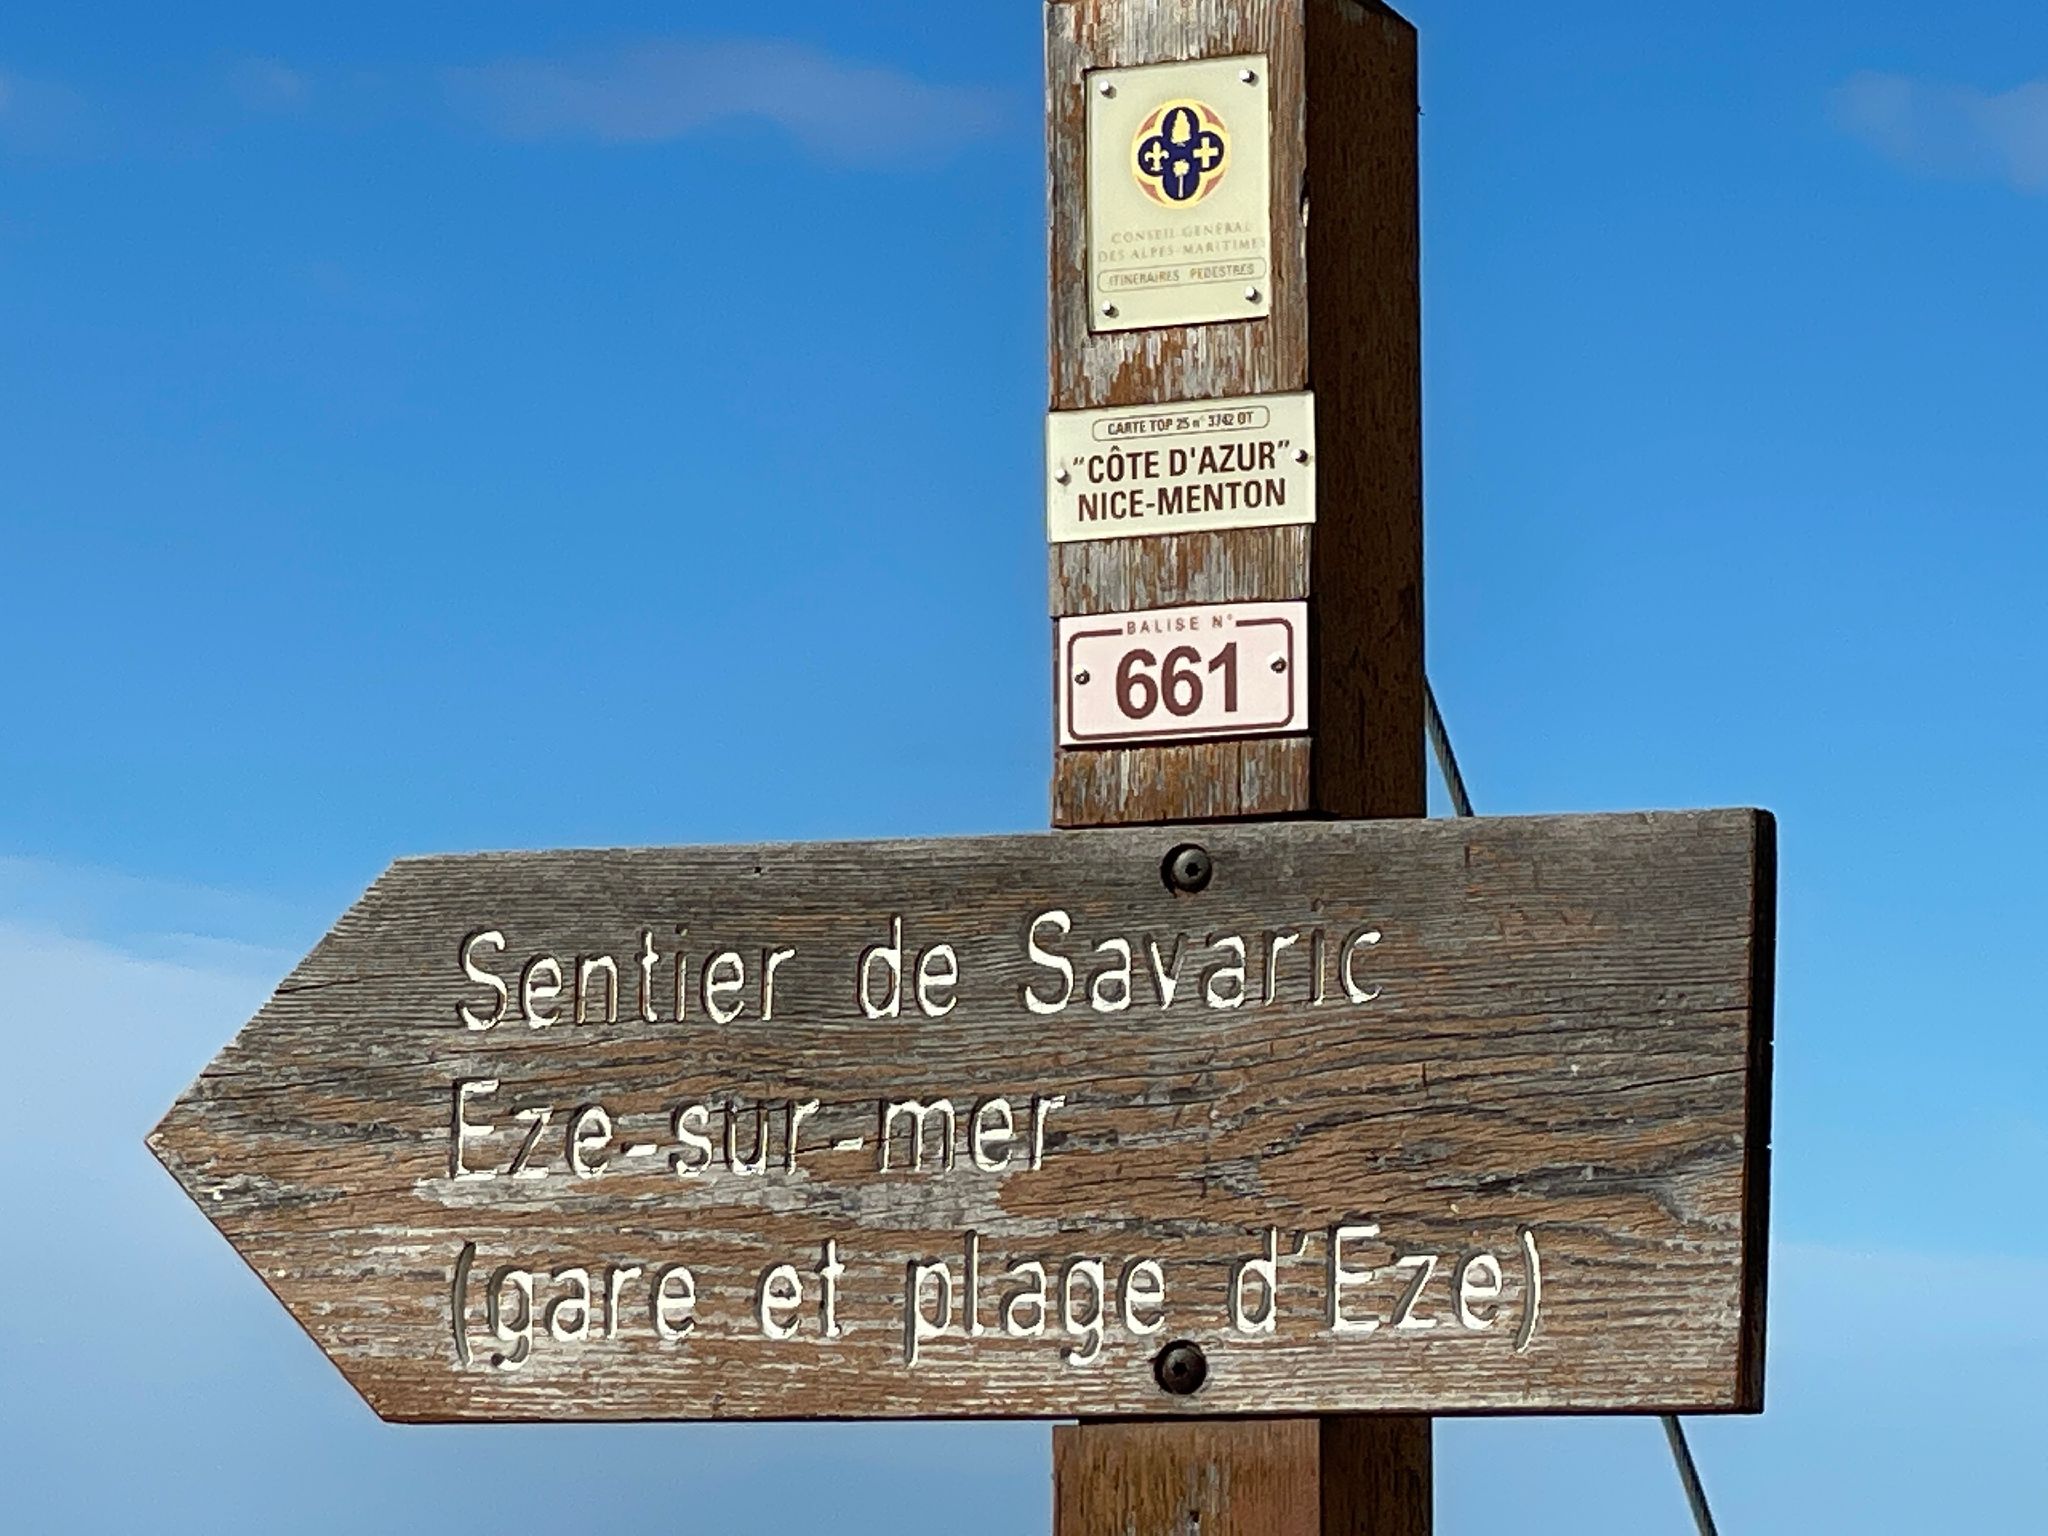 CONSEIL GENERAL
DES ALPES-MARITIMES
ITINERAIRES PEDESTRES
CARTE TOP 25 n° 3742 OT
"CÔTE D'AZUR"
NICE-MENTON
BALISE N°
661
Sentier de Savaric
Eze-sur-mer
(gare et plage d'Eze)